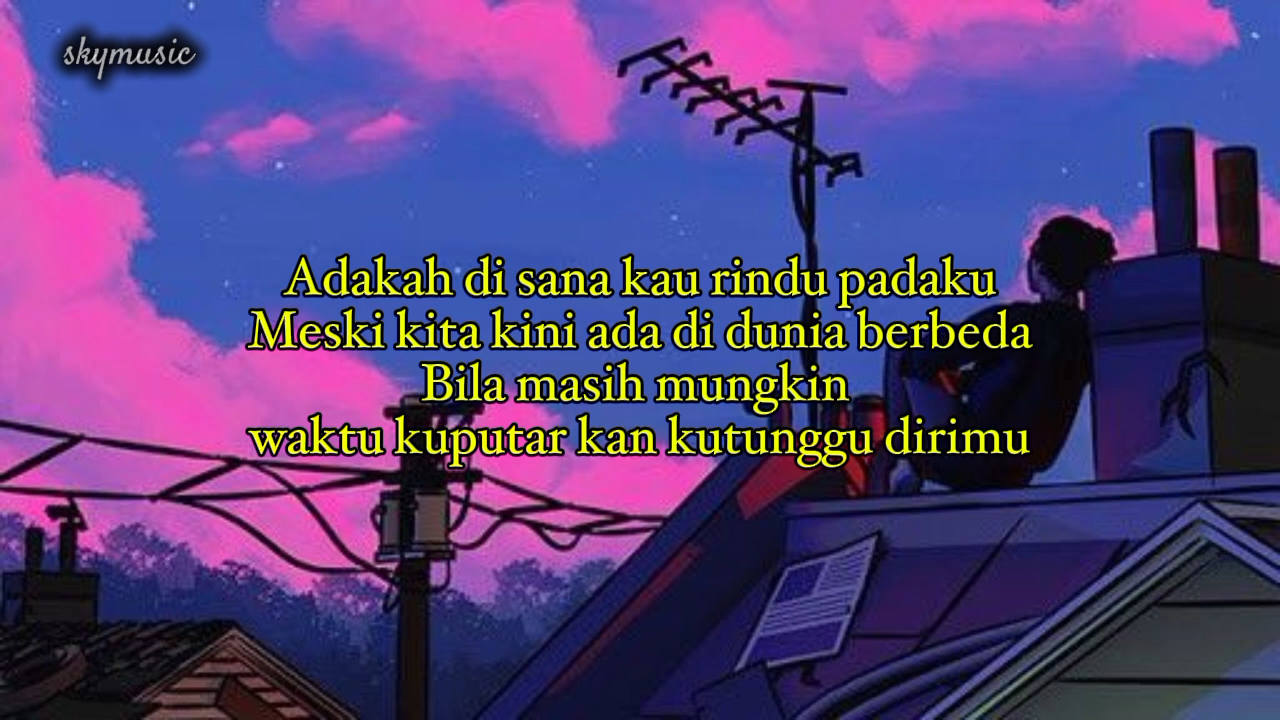 skymusic
Adakah di sana kau rindu padaku
Meski kita kini ada di dunia berbeda
Bila masih mungkin
waktu kuputar kan kutunggu dirimu